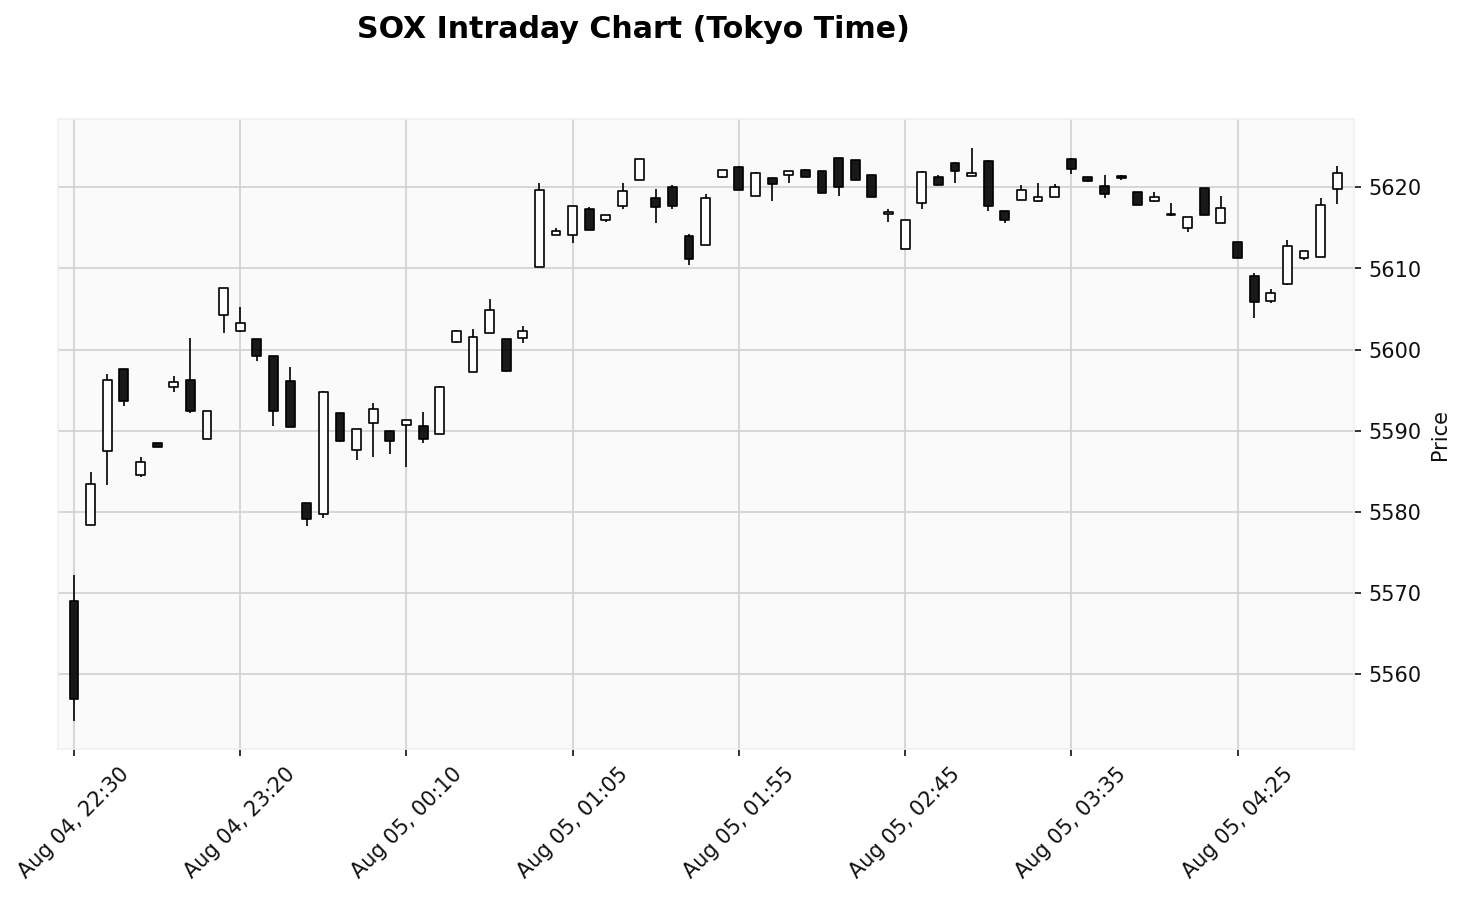 SOX Intraday Chart (Tokyo Time)
5620
5610
5600
5590
5580
5570
5560
Price
Aug 04, 22:30
Aug 04, 23:20
Aug 05, 00:10
Aug 05, 01:05
Aug 05, 01:55
Aug 05, 02:45
Aug 05, 03:35
Aug 05, 04:25